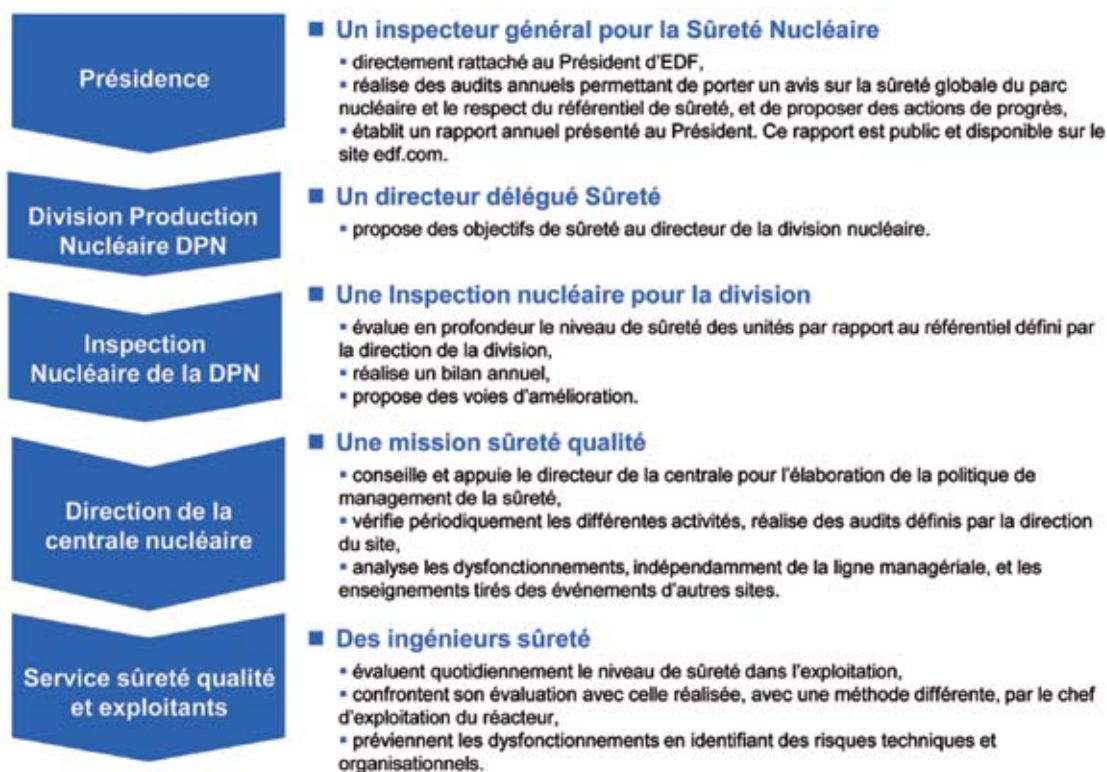 Présidence
■ Un inspecteur général pour la Sûreté Nucléaire
▪ directement rattaché au Président d'EDF,
▪ réalise des audits annuels permettant de porter un avis sur la sûreté globale du parc
nucléaire et le respect du référentiel de sûreté, et de proposer des actions de progrès,
▪ établit un rapport annuel présenté au Président. Ce rapport est public et disponible sur le
site edf.com.
Division Production
Nucléaire DPN
■ Un directeur délégué Sûreté
▪ propose des objectifs de sûreté au directeur de la division nucléaire.
Inspection
Nucléaire de la DPN
■ Une Inspection nucléaire pour la division
▪ évalue en profondeur le niveau de sûreté des unités par rapport au référentiel défini par
la direction de la division,
▪ réalise un bilan annuel,
▪ propose des voies d'amélioration.
Direction de la
centrale nucléaire
■ Une mission sûreté qualité
▪ conseille et appuie le directeur de la centrale pour l'élaboration de la politique de
management de la sûreté,
▪ vérifie périodiquement les différentes activités, réalise des audits définis par la direction
du site,
▪ analyse les dysfonctionnements, indépendamment de la ligne managériale, et les
enseignements tirés des événements d'autres sites.
Service sûreté qualité
et exploitants
■ Des ingénieurs sûreté
▪ évaluent quotidiennement le niveau de sûreté dans l'exploitation,
▪ confrontent son évaluation avec celle réalisée, avec une méthode différente, par le chef
d'exploitation du réacteur,
▪ préviennent les dysfonctionnements en identifiant des risques techniques et
organisationnels.